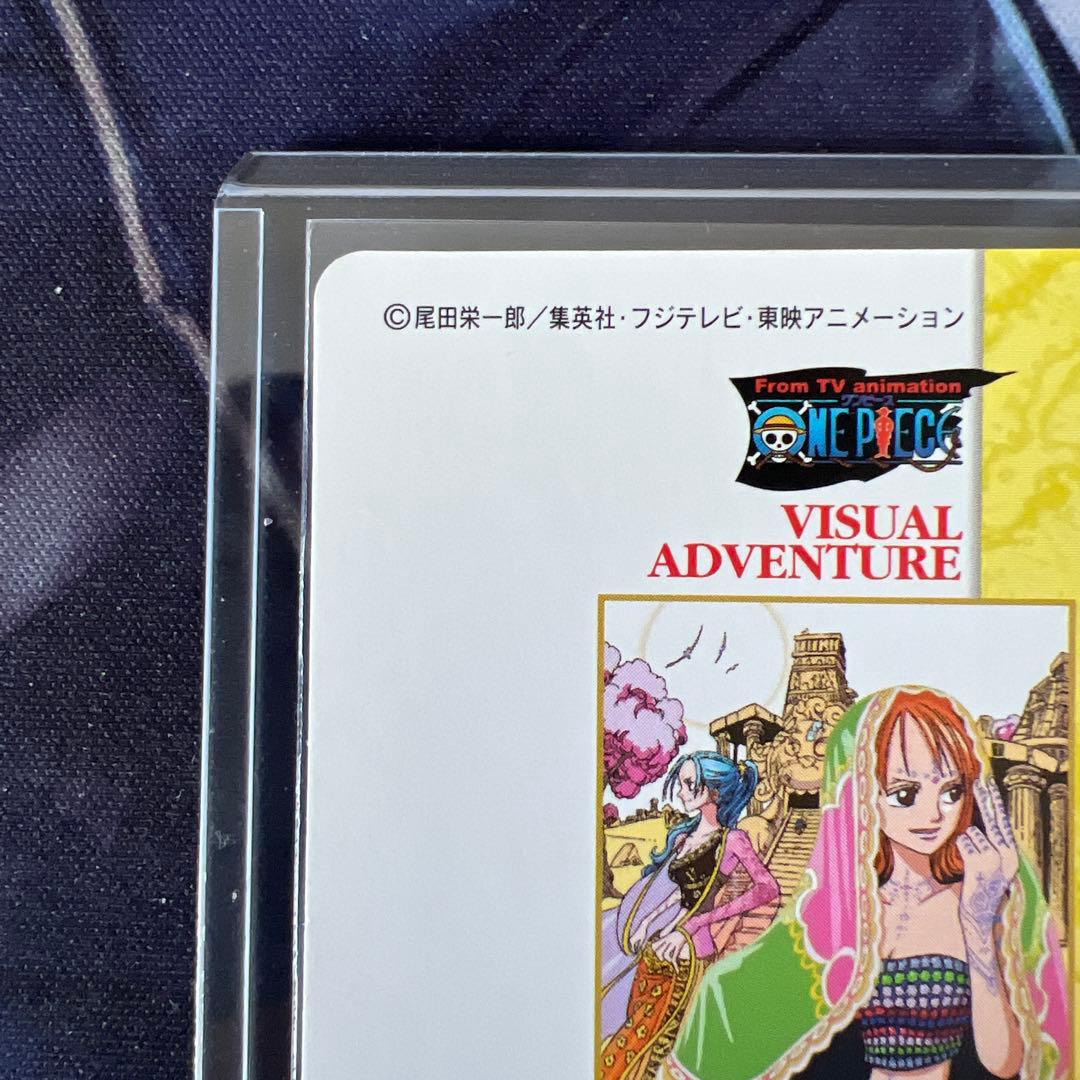 ©尾田栄一郎／集英社・フジテレビ・東映アニメーション
From TV animation
ワンピース
ONE PIECE
VISUAL
ADVENTURE